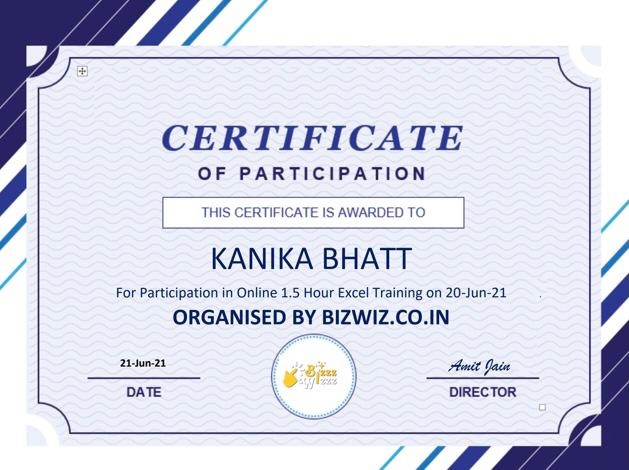 CERTIFICATE
OF PARTICIPATION
THIS CERTIFICATE IS AWARDED TO
KANIKA BHATT
For Participation in Online 1.5 Hour Excel Training on 20-Jun-21
ORGANISED BY BIZWIZ.CO.IN
21-Jun-21
DATE
Bizzz
Wizzz
Amit Jain
DIRECTOR